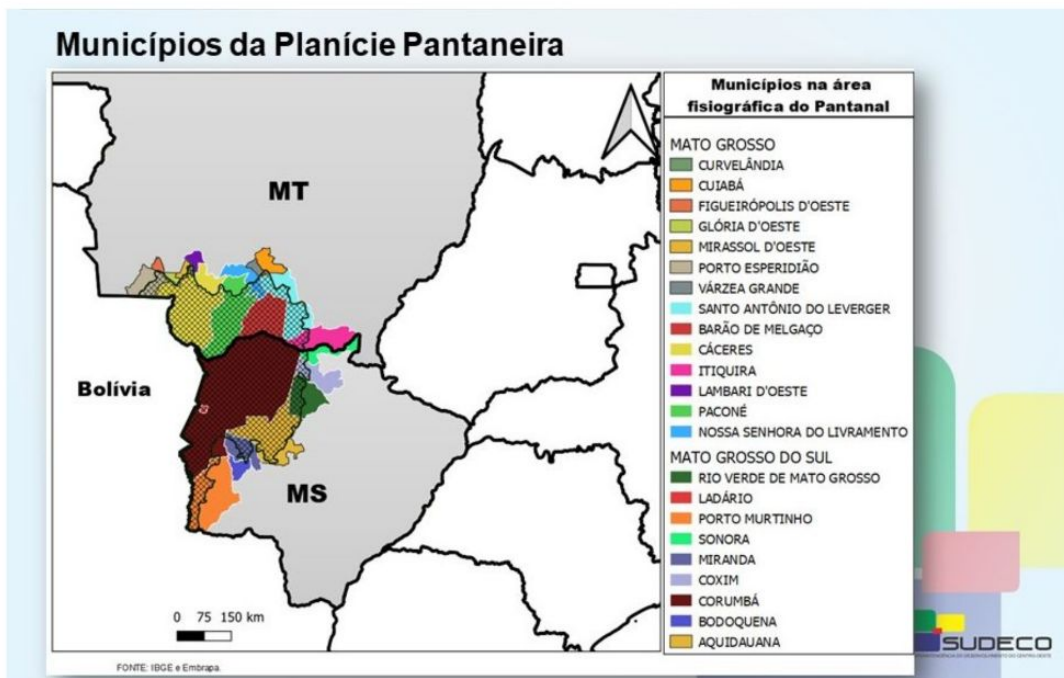 Municípios da Planície Pantaneira
Municípios na área
fisiográfica do Pantanal
MT
Bolívia
MS
MATO GROSSO
CURVELÂNDIA
CUIABÁ
FIGUEIRÓPOLIS D'OESTE
GLÓRIA D'OESTE
MIRASSOL D'OESTE
PORTO ESPERIDIÃO
VÁRZEA GRANDE
SANTO ANTÔNIO DO LEVERGER
BARÃO DE MELGAÇO
CÁCERES
ITIQUIRA
LAMBARI D'OESTE
PACONÉ
NOSSA SENHORA DO LIVRAMENTO
MATO GROSSO DO SUL
RIO VERDE DE MATO GROSSO
LADÁRIO
PORTO MURTINHO
SONORA
MIRANDA
COXIM
CORUMBÁ
BODOQUENA
AQUIDAUANA
0 75 150 km
FONTE: IBGE e Embrapa.
SUDECO